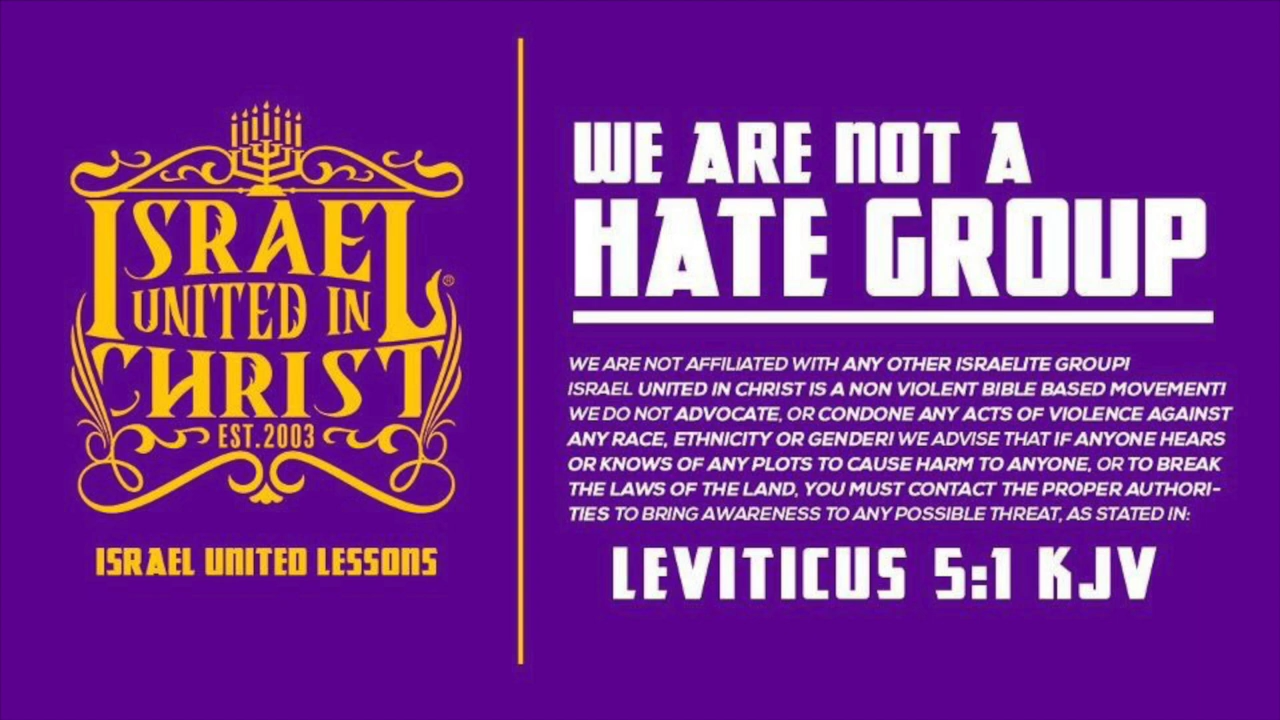 ISRAEL
UNITED IN
CHRIST
EST.2003
ISRAEL UNITED LESSONS
WE ARE NOT A
HATE GROUP
WE ARE NOT AFFILIATED WITH ANY OTHER ISRAELITE GROUP!
ISRAEL UNITED IN CHRIST IS A NON VIOLENT BIBLE BASED MOVEMENT!
WE DO NOT ADVOCATE, OR CONDONE ANY ACTS OF VIOLENCE AGAINST
ANY RACE, ETHNICITY OR GENDER! WE ADVISE THAT IF ANYONE HEARS
OR KNOWS OF ANY PLOTS TO CAUSE HARM TO ANYONE, OR TO BREAK
THE LAWS OF THE LAND, YOU MUST CONTACT THE PROPER AUTHORI-
TIES TO BRING AWARENESS TO ANY POSSIBLE THREAT, AS STATED IN:
LEVITICUS 5:1 KJV